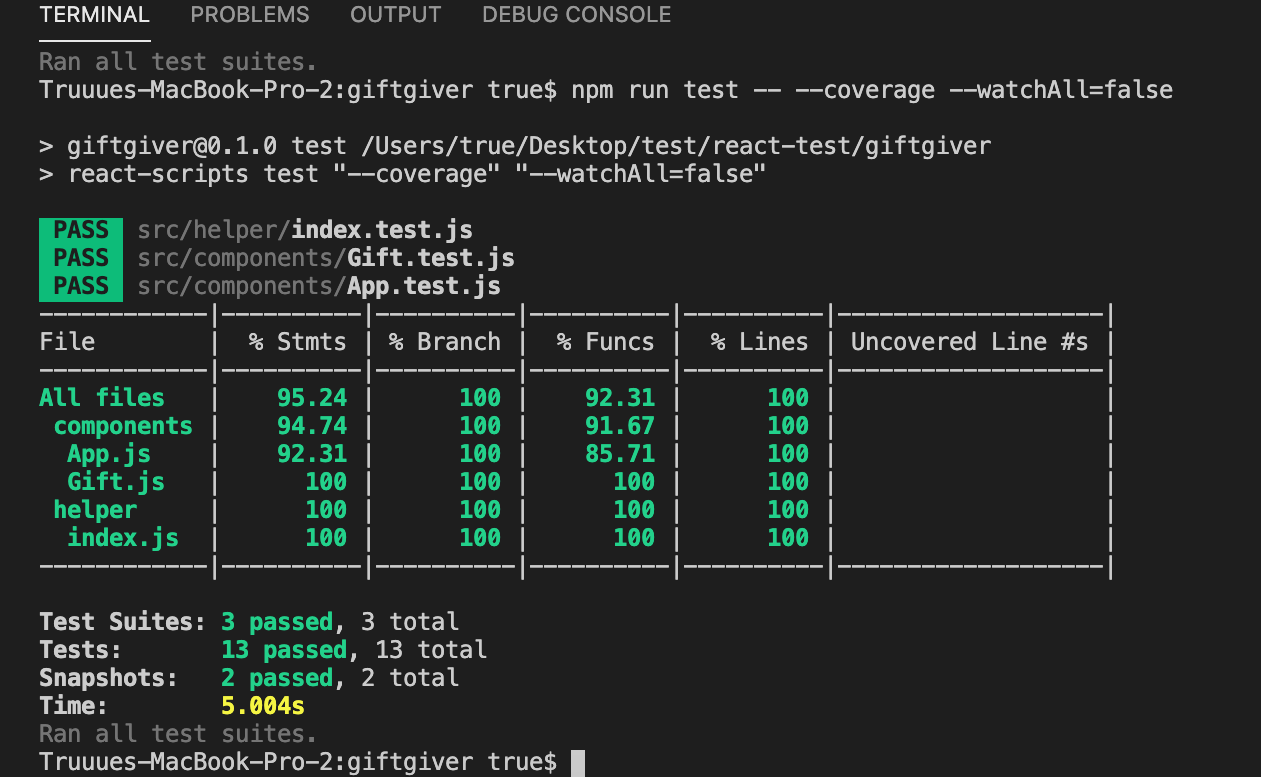 TERMINAL PROBLEMS OUTPUT DEBUG CONSOLE
Ran all test suites.
Truuues-MacBook-Pro-2:giftgiver true$ npm run test -- --coverage --watchAll=false
> giftgiver@0.1.0 test /Users/true/Desktop/test/react-test/giftgiver
> react-scripts test "--coverage" "--watchAll=false"
PASS src/helper/index.test.js
PASS src/components/Gift.test.js
PASS src/components/App.test.js
------------|----------|----------|----------|----------|-------------------|
File        |  % Stmts | % Branch |  % Funcs |  % Lines | Uncovered Line #s |
------------|----------|----------|----------|----------|-------------------|
All files   |    95.24 |      100 |    92.31 |      100 |                   |
 components |    94.74 |      100 |    91.67 |      100 |                   |
  App.js    |    92.31 |      100 |    85.71 |      100 |                   |
  Gift.js   |      100 |      100 |      100 |      100 |                   |
 helper     |      100 |      100 |      100 |      100 |                   |
  index.js  |      100 |      100 |      100 |      100 |                   |
------------|----------|----------|----------|----------|-------------------|
Test Suites: 3 passed, 3 total
Tests:       13 passed, 13 total
Snapshots:   2 passed, 2 total
Time:        5.004s
Ran all test suites.
Truuues-MacBook-Pro-2:giftgiver true$